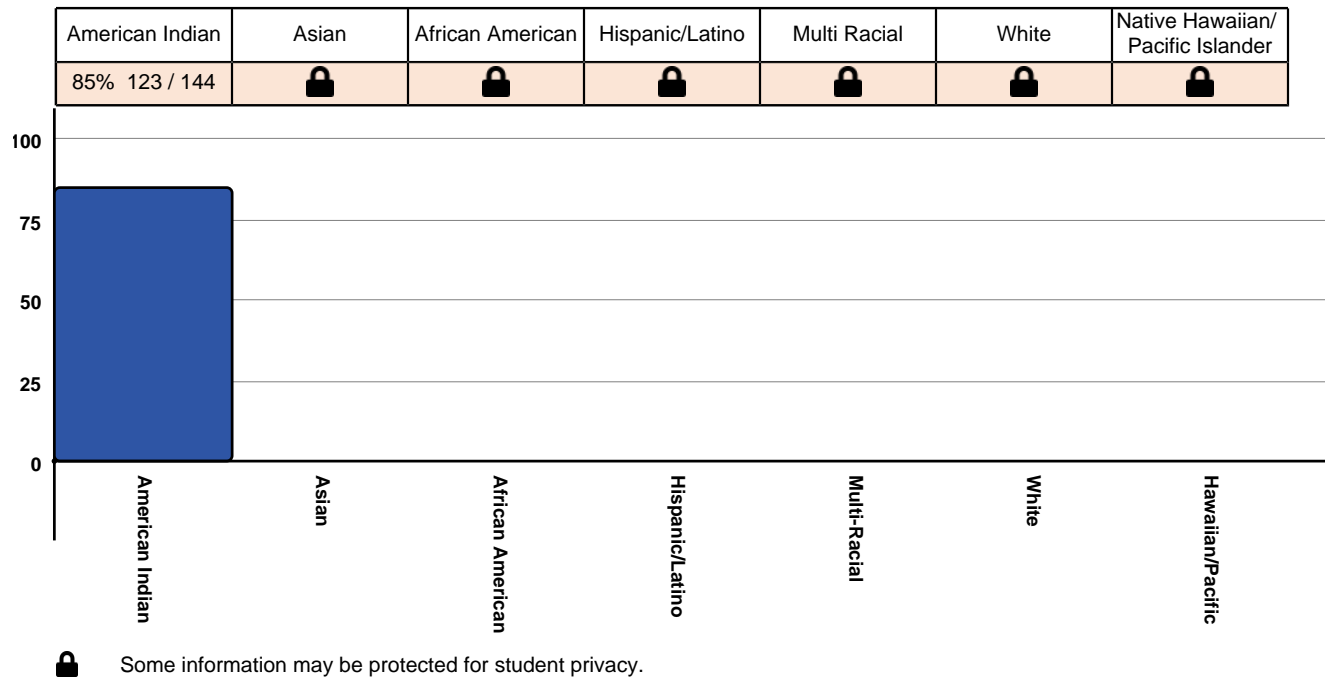 American Indian Asian African American Hispanic/Latino Multi Racial White Native Hawaiian/
Pacific Islander
85% 123 / 144
100
75
50
25
0
American Indian
Asian
African American
Hispanic/Latino
Multi-Racial
White
Hawaiian/Pacific
Some information may be protected for student privacy.